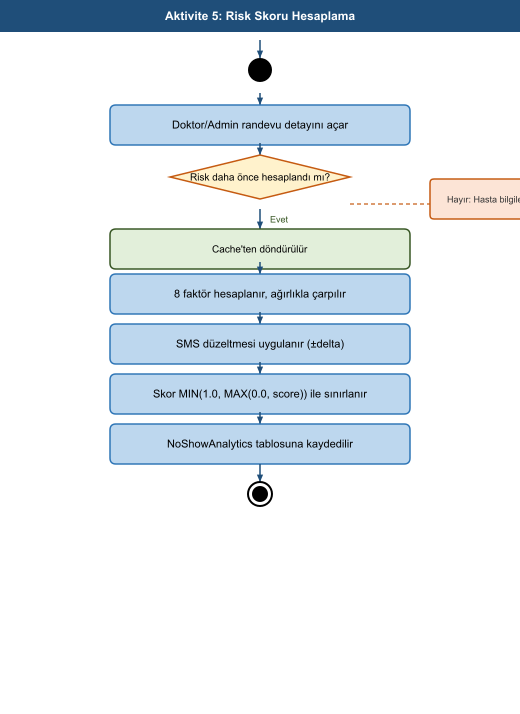 Aktivite 5: Risk Skoru Hesaplama
Doktor/Admin randevu detayını açar
Risk daha önce hesaplandı mı?
Hayır: Hasta bilgile
Evet
Cache'ten döndürülür
8 faktör hesaplanır, ağırlıkla çarpılır
SMS düzeltmesi uygulanır (±delta)
Skor MIN(1.0, MAX(0.0, score)) ile sınırlanır
NoShowAnalytics tablosuna kaydedilir